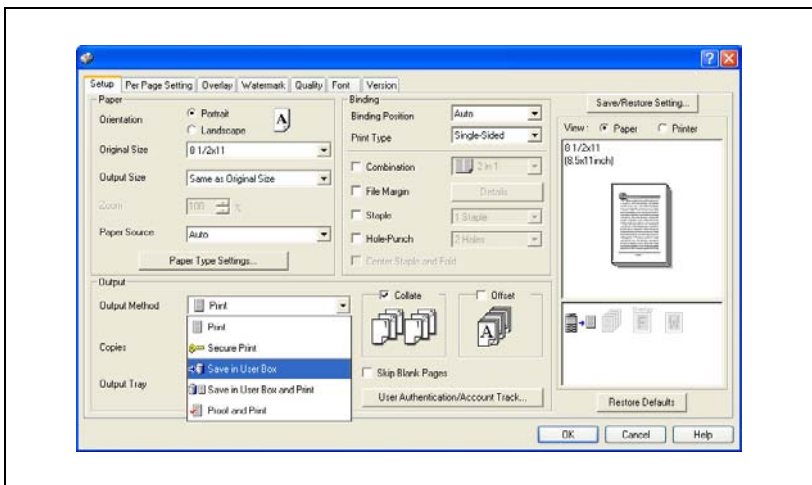 Setup Per Page Setting Overlay Watermark Quality Font Version
Paper
Orientation
Portrait
Landscape
A
Original Size
8 1/2x11
Output Size
Same as Original Size
Zoom
100 %
Paper Source
Auto
Paper Type Settings...
Binding
Binding Position
Auto
Print Type
Single-Sided
Combination
2 in 1
File Margin
Details
Staple
1 Staple
Hole-Punch
2 Holes
Center Staple and Fold
Save/Restore Setting...
View : Paper Printer
8 1/2x11
(8.5x11inch)
Output
Output Method
Print
Print
Secure Print
Save in User Box
Save in User Box and Print
Proof and Print
Copies
Output Tray
Collate
Offset
A
Skip Blank Pages
User Authentication/Account Track...
Restore Defaults
OK Cancel Help